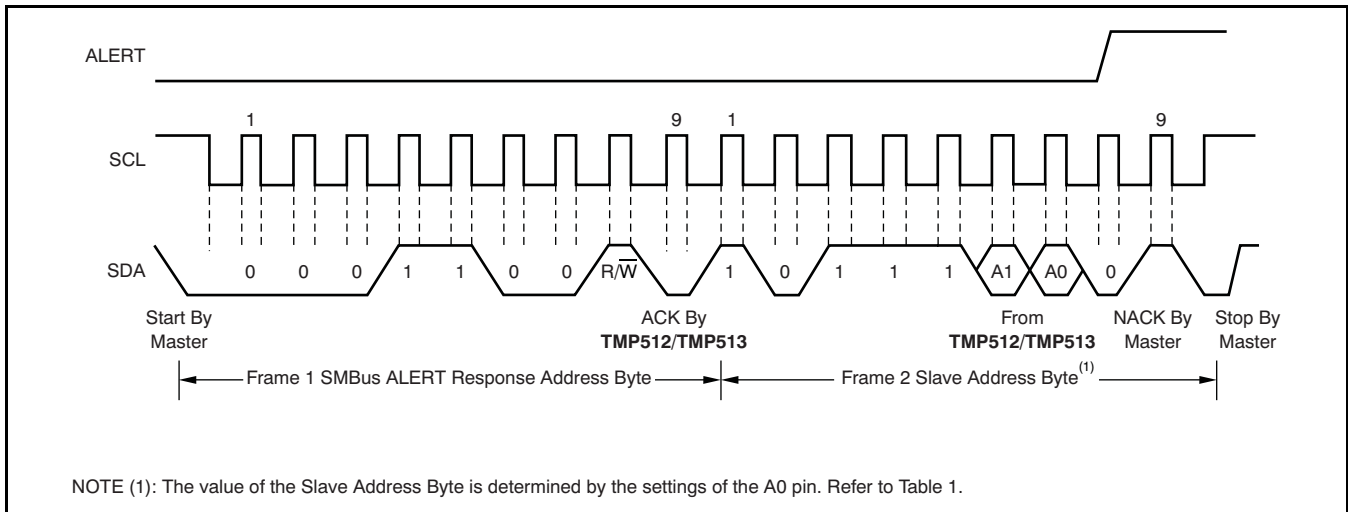 ALERT
1 9 1 9
SCL
SDA
0 0 0 1 1 0 0 R/W̅ 1 0 1 1 1 A1 A0 0
Start By
Master
ACK By
TMP512/TMP513
From
TMP512/TMP513
NACK By
Master
Stop By
Master
Frame 1 SMBus ALERT Response Address Byte
Frame 2 Slave Address Byte(1)
NOTE (1): The value of the Slave Address Byte is determined by the settings of the A0 pin. Refer to Table 1.